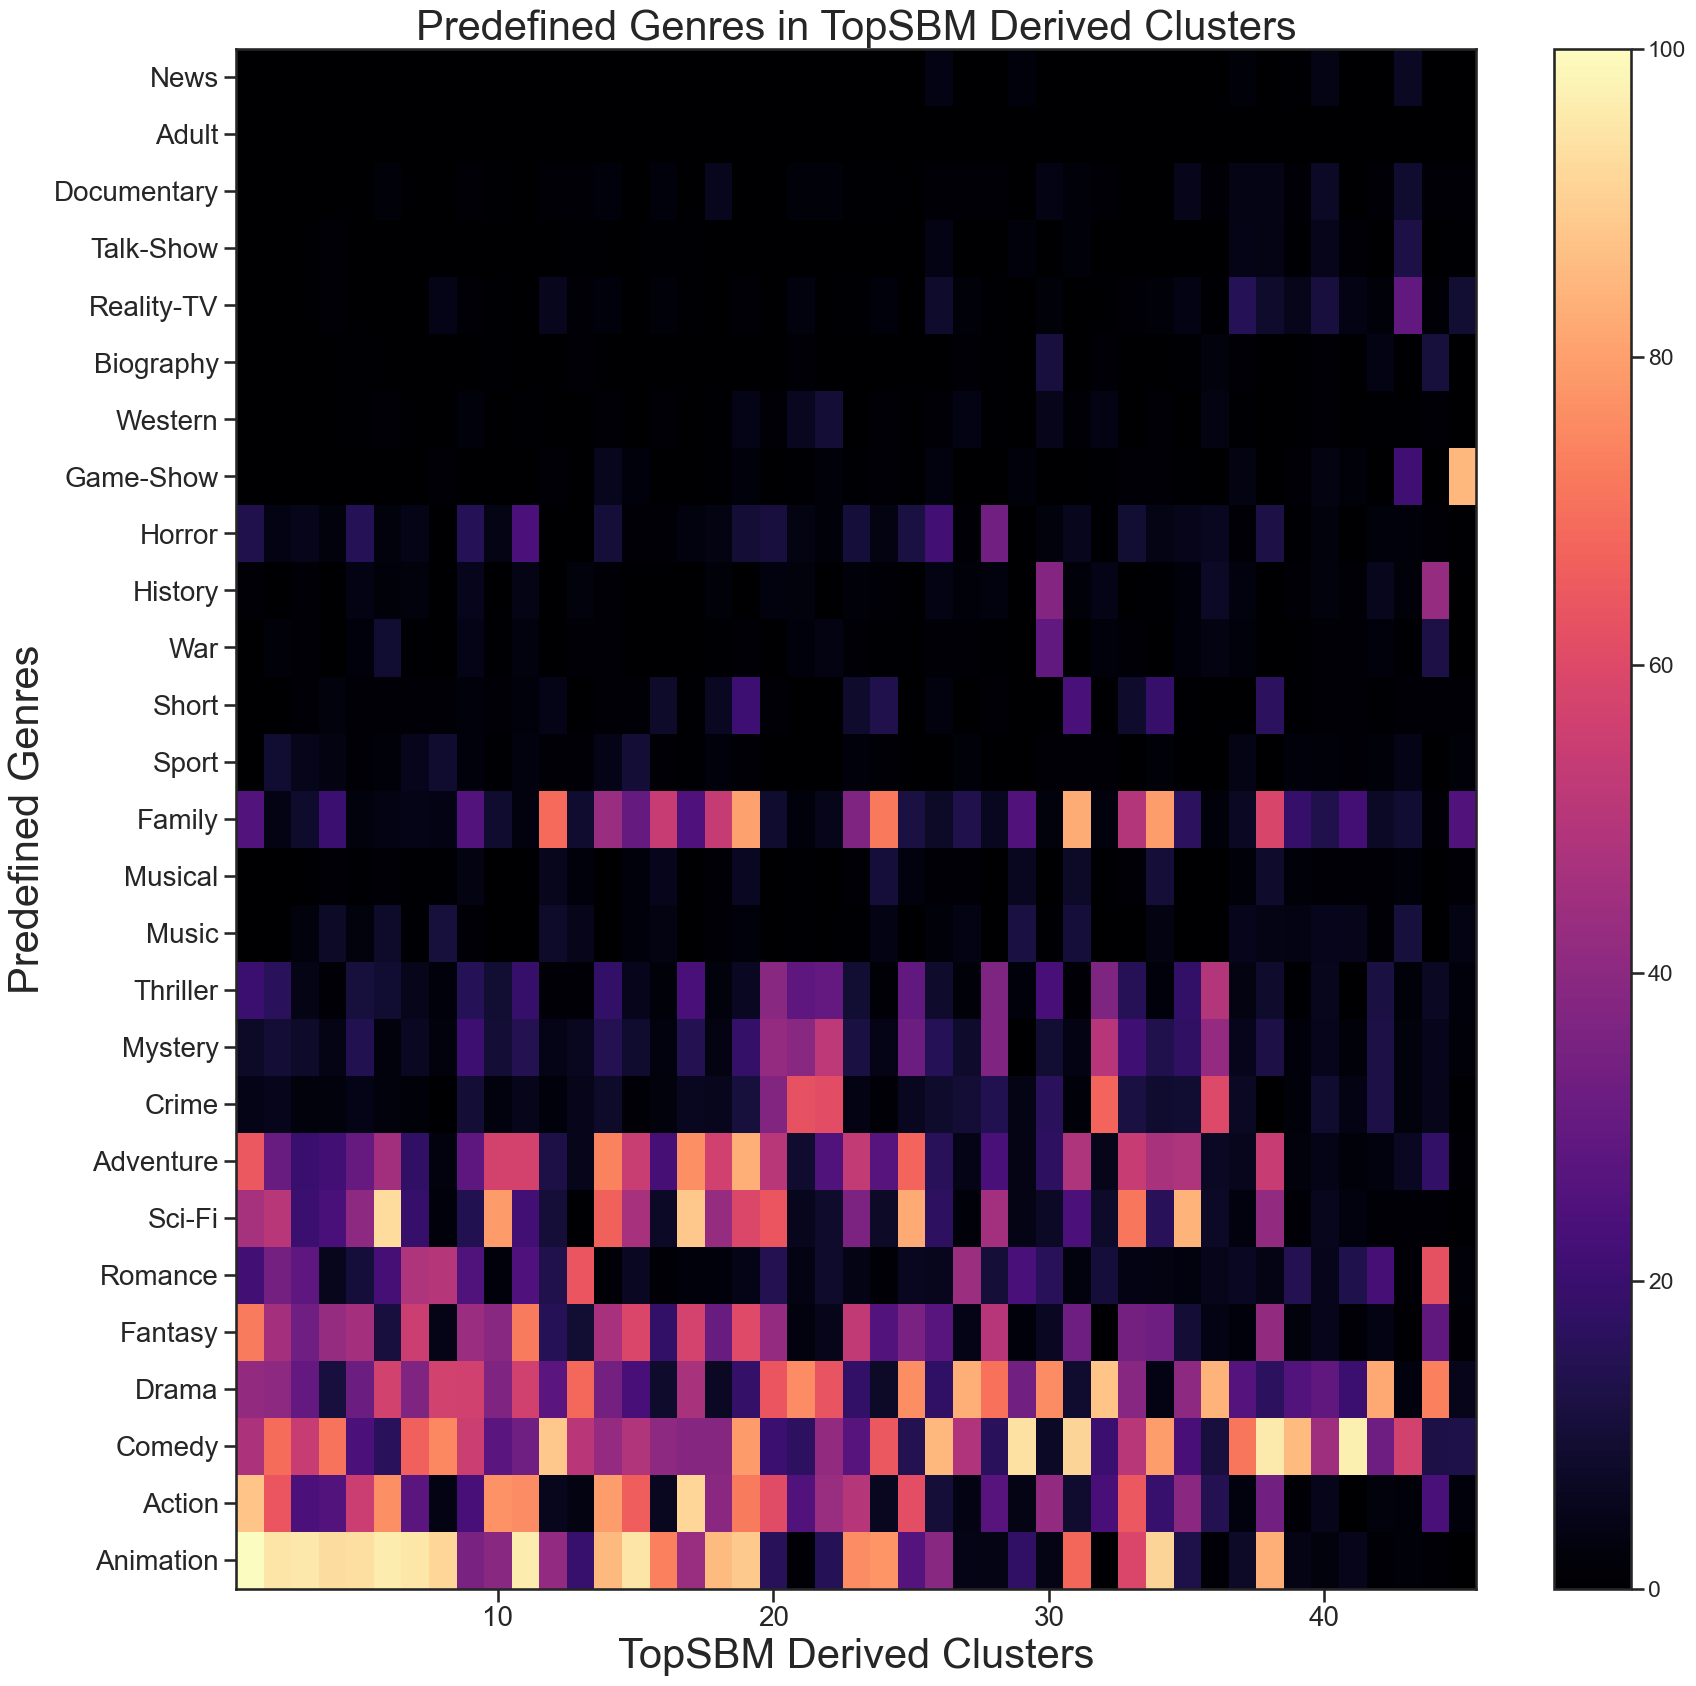 Predefined Genres in TopSBM Derived Clusters
News
Adult
Documentary
Talk-Show
Reality-TV
Biography
Western
Game-Show
Horror
History
War
Short
Sport
Family
Musical
Music
Thriller
Mystery
Crime
Adventure
Sci-Fi
Romance
Fantasy
Drama
Comedy
Action
Animation
Predefined Genres
10 20 30 40
TopSBM Derived Clusters
100
80
60
40
20
0